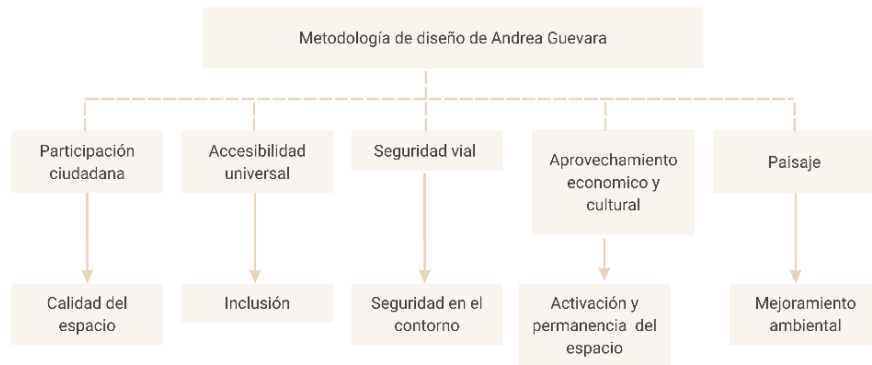 Metodología de diseño de Andrea Guevara
Participación
ciudadana
Accesibilidad
universal
Seguridad vial
Aprovechamiento
economico y
cultural
Paisaje
Calidad del
espacio
Inclusión
Seguridad en el
contorno
Activación y
permanencia del
espacio
Mejoramiento
ambiental